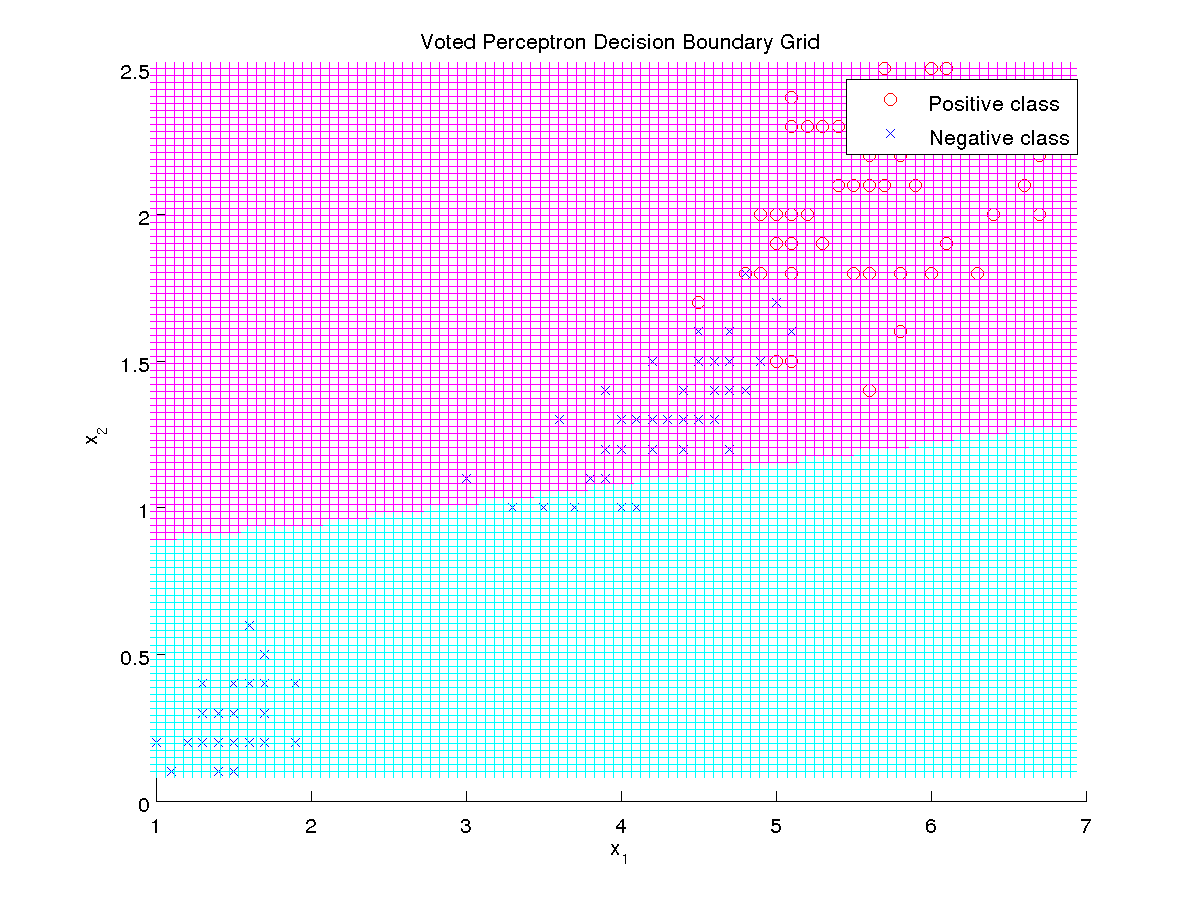 Voted Perceptron Decision Boundary Grid
Positive class
Negative class
2.5
2
1.5
1
0.5
0
x2
1 2 3 4 5 6 7
x1